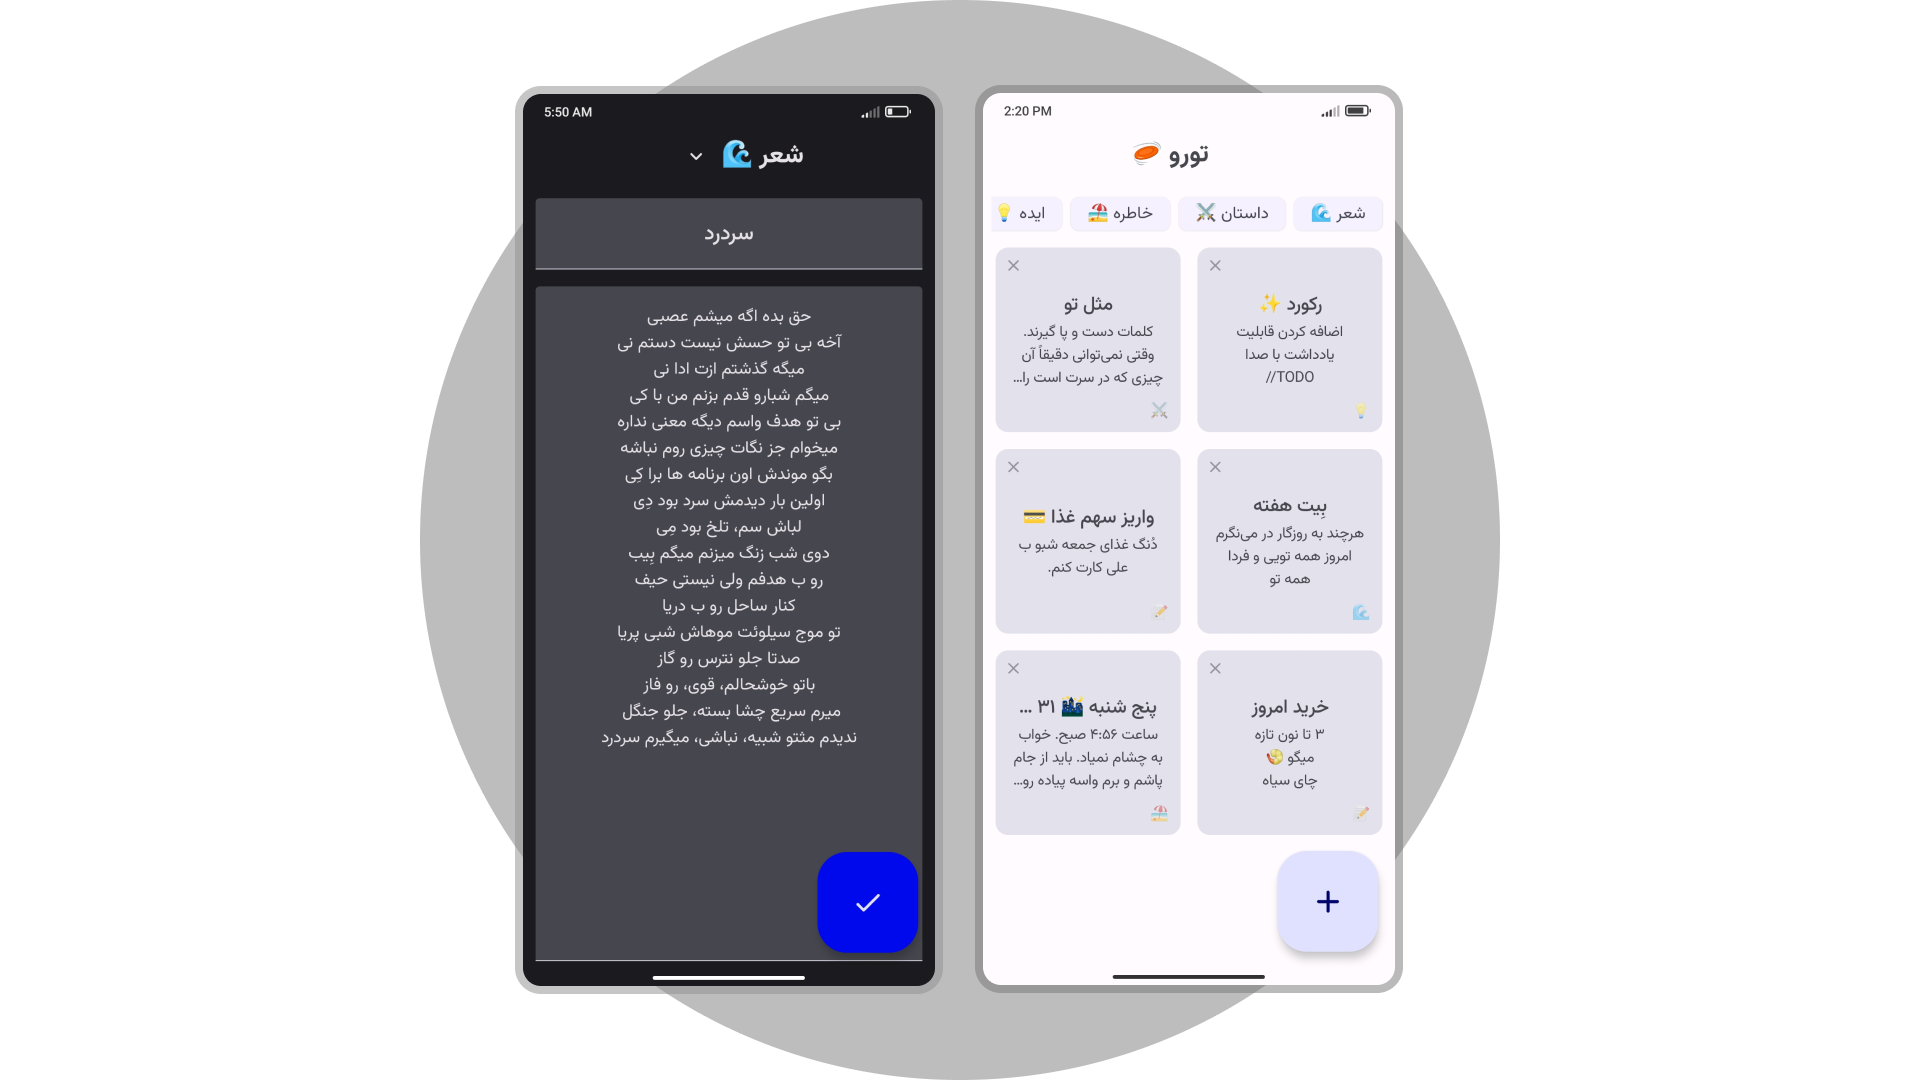 5:50 AM
شعر 🌊
سردرد
حق بده اگه میشم عصبی
آخه بی تو حسش نیست دستم نی
میگه گذشتم ازت ادا نی
میگم شبارو قدم بزنم من با کی
بی تو هدف واسم دیگه معنی نداره
میخوام جز نگات چیزی روم نباشه
بگو موندش اون برنامه ها برا کِی
اولین بار دیدمش سرد بود دِی
لباش سم، تلخ بود مِی
دوی شب زنگ میزنم میگم بِیب
رو ب هدفم ولی نیستی حیف
کنار ساحل رو ب دریا
تو موج سیلوئت موهاش شبی پریا
صدتا جلو نترس رو گاز
باتو خوشحالم، قوی، رو فاز
میرم سریع چشا بسته، جلو جنگل
ندیدم مثتو شبیه، نباشی، میگیرم سردرد
2:20 PM
تورو
شعر 🌊
داستان ⚔️
خاطره 🏖️
ایده 💡
رکورد ✨
اضافه کردن قابلیت
یادداشت با صدا
//TODO
مثل تو
کلمات دست و پا گیرند.
وقتی نمی‌توانی دقیقاً آن
چیزی که در سرت است را...
بِیت هفته
هرچند به روزگار در می‌نگرم
امروز همه تویی و فردا
همه تو
واریز سهم غذا 💳
دُنگ غذای جمعه شبو ب
علی کارت کنم.
خرید امروز
۳ تا نون تازه
میگو 🍤
چای سیاه
پنج شنبه 🌃 ۳۱ ...
ساعت ۴:۵۶ صبح. خواب
به چشام نمیاد. باید از جام
پاشم و برم واسه پیاده رو...